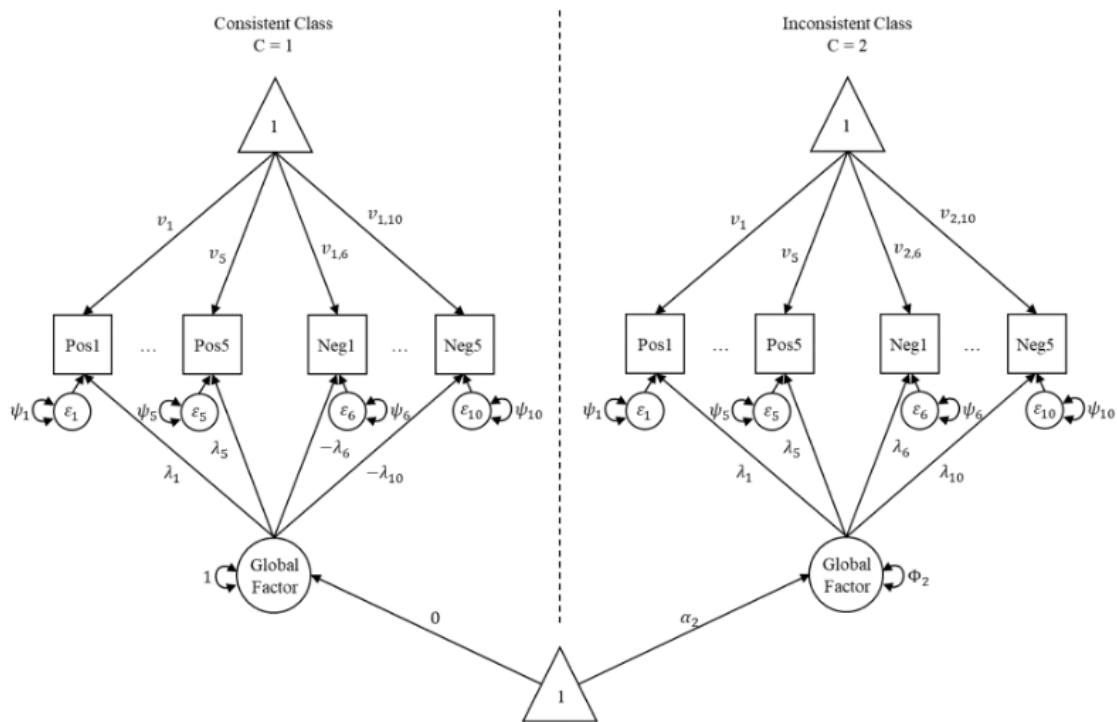 Consistent Class
C = 1
Inconsistent Class
C = 2
1
1
v₁
v₅
v₁,₆
v₁,₁₀
v₁
v₅
v₂,₆
v₂,₁₀
Pos1 ... Pos5 Neg1 ... Neg5
Pos1 ... Pos5 Neg1 ... Neg5
ψ₁ ε₁ ψ₅ ε₅ ε₆ ψ₆ ε₁₀ ψ₁₀
ψ₁ ε₁ ψ₅ ε₅ ε₆ ψ₆ ε₁₀ ψ₁₀
λ₁ λ₅ −λ₆ −λ₁₀
λ₁ λ₅ λ₆ λ₁₀
1
Global
Factor
Global
Factor
Φ₂
0
α₂
1